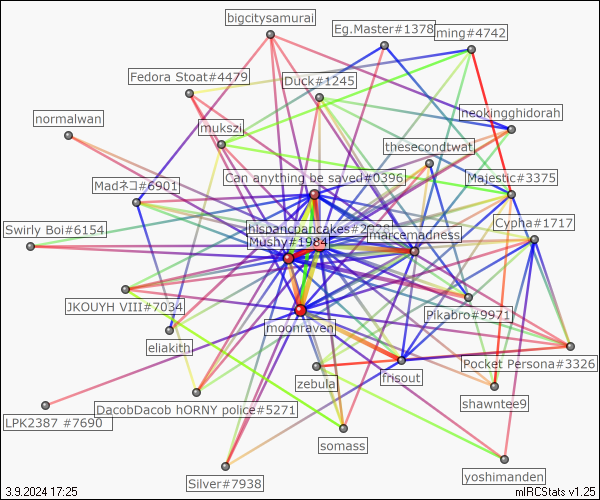 bigcitysamurai
Eg.Master#1378
ming#4742
Fedora Stoat#4479
Duck#1245
neokingghidorah
normalwan
mukszi
thesecondtwat
Can anything be saved#0396
Majestic#3375
Madネコ#6901
Swirly Boi#6154
hispanicpancakes#2928
marcemadness
Cypha#1717
Mushy#1984
JKOUYH VIII#7034
moonraven
Pikabro#9971
eliakith
Pocket Persona#3326
zebula
frisout
shawntee9
LPK2387 #7690
DacobDacob hORNY police#5271
somass
Silver#7938
yoshimanden
3.9.2024 17:25
mIRCStats v1.25